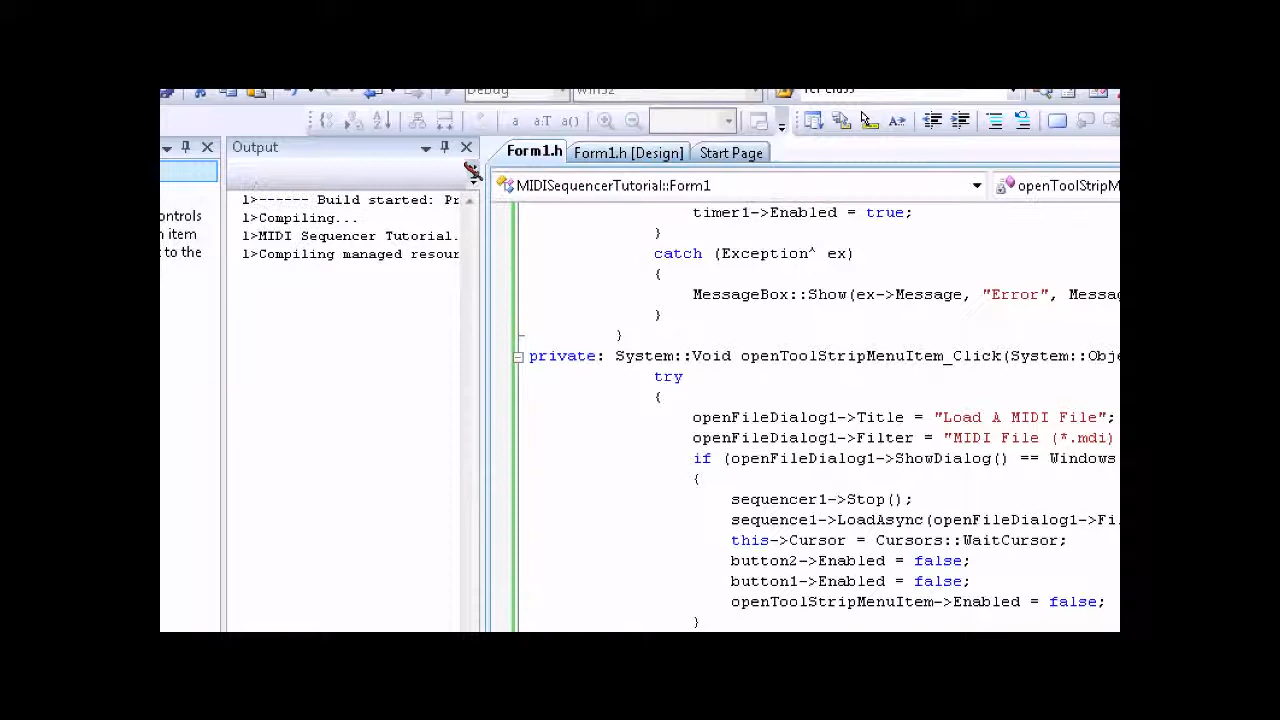 Debug Win32
Output
Form1.h Form1.h [Design] Start Page
MIDISequencerTutorial::Form1 openToolStripM
ontrols
n item
t to the
1>------ Build started: Pr
1>Compiling...
1>MIDI Sequencer Tutorial.
1>Compiling managed resour
timer1->Enabled = true;
}
catch (Exception^ ex)
{
MessageBox::Show(ex->Message, "Error", Messag
}
}
private: System::Void openToolStripMenuItem_Click(System::Obje
try
{
openFileDialog1->Title = "Load A MIDI File";
openFileDialog1->Filter = "MIDI File (*.mdi)
if (openFileDialog1->ShowDialog() == Windows
{
sequencer1->Stop();
sequence1->LoadAsync(openFileDialog1->Fil
this->Cursor = Cursors::WaitCursor;
button2->Enabled = false;
button1->Enabled = false;
openToolStripMenuItem->Enabled = false;
}